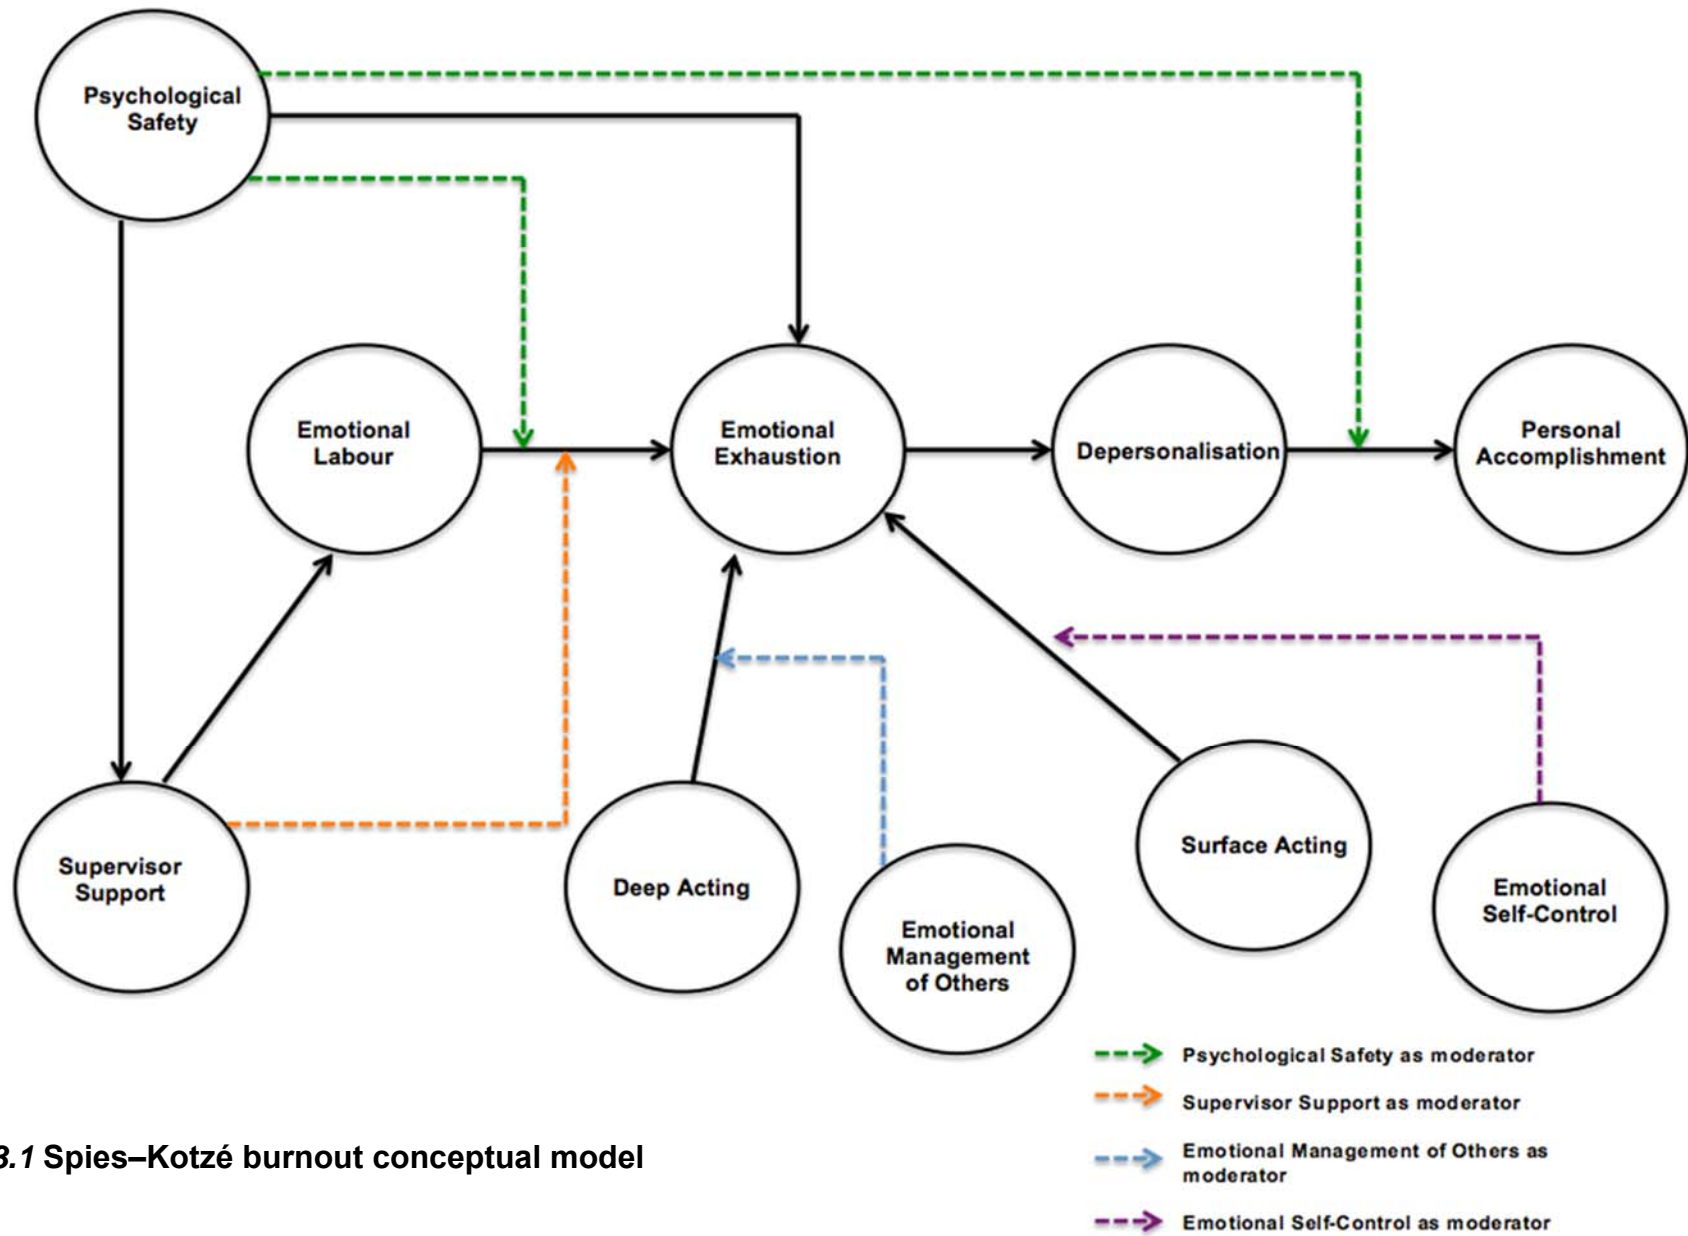 Psychological
Safety
Emotional
Labour
Emotional
Exhaustion
Depersonalisation
Personal
Accomplishment
Supervisor
Support
Deep Acting
Emotional
Management
of Others
Surface Acting
Emotional
Self-Control
Psychological Safety as moderator
Supervisor Support as moderator
Emotional Management of Others as
moderator
Emotional Self-Control as moderator
3.1 Spies–Kotzé burnout conceptual model